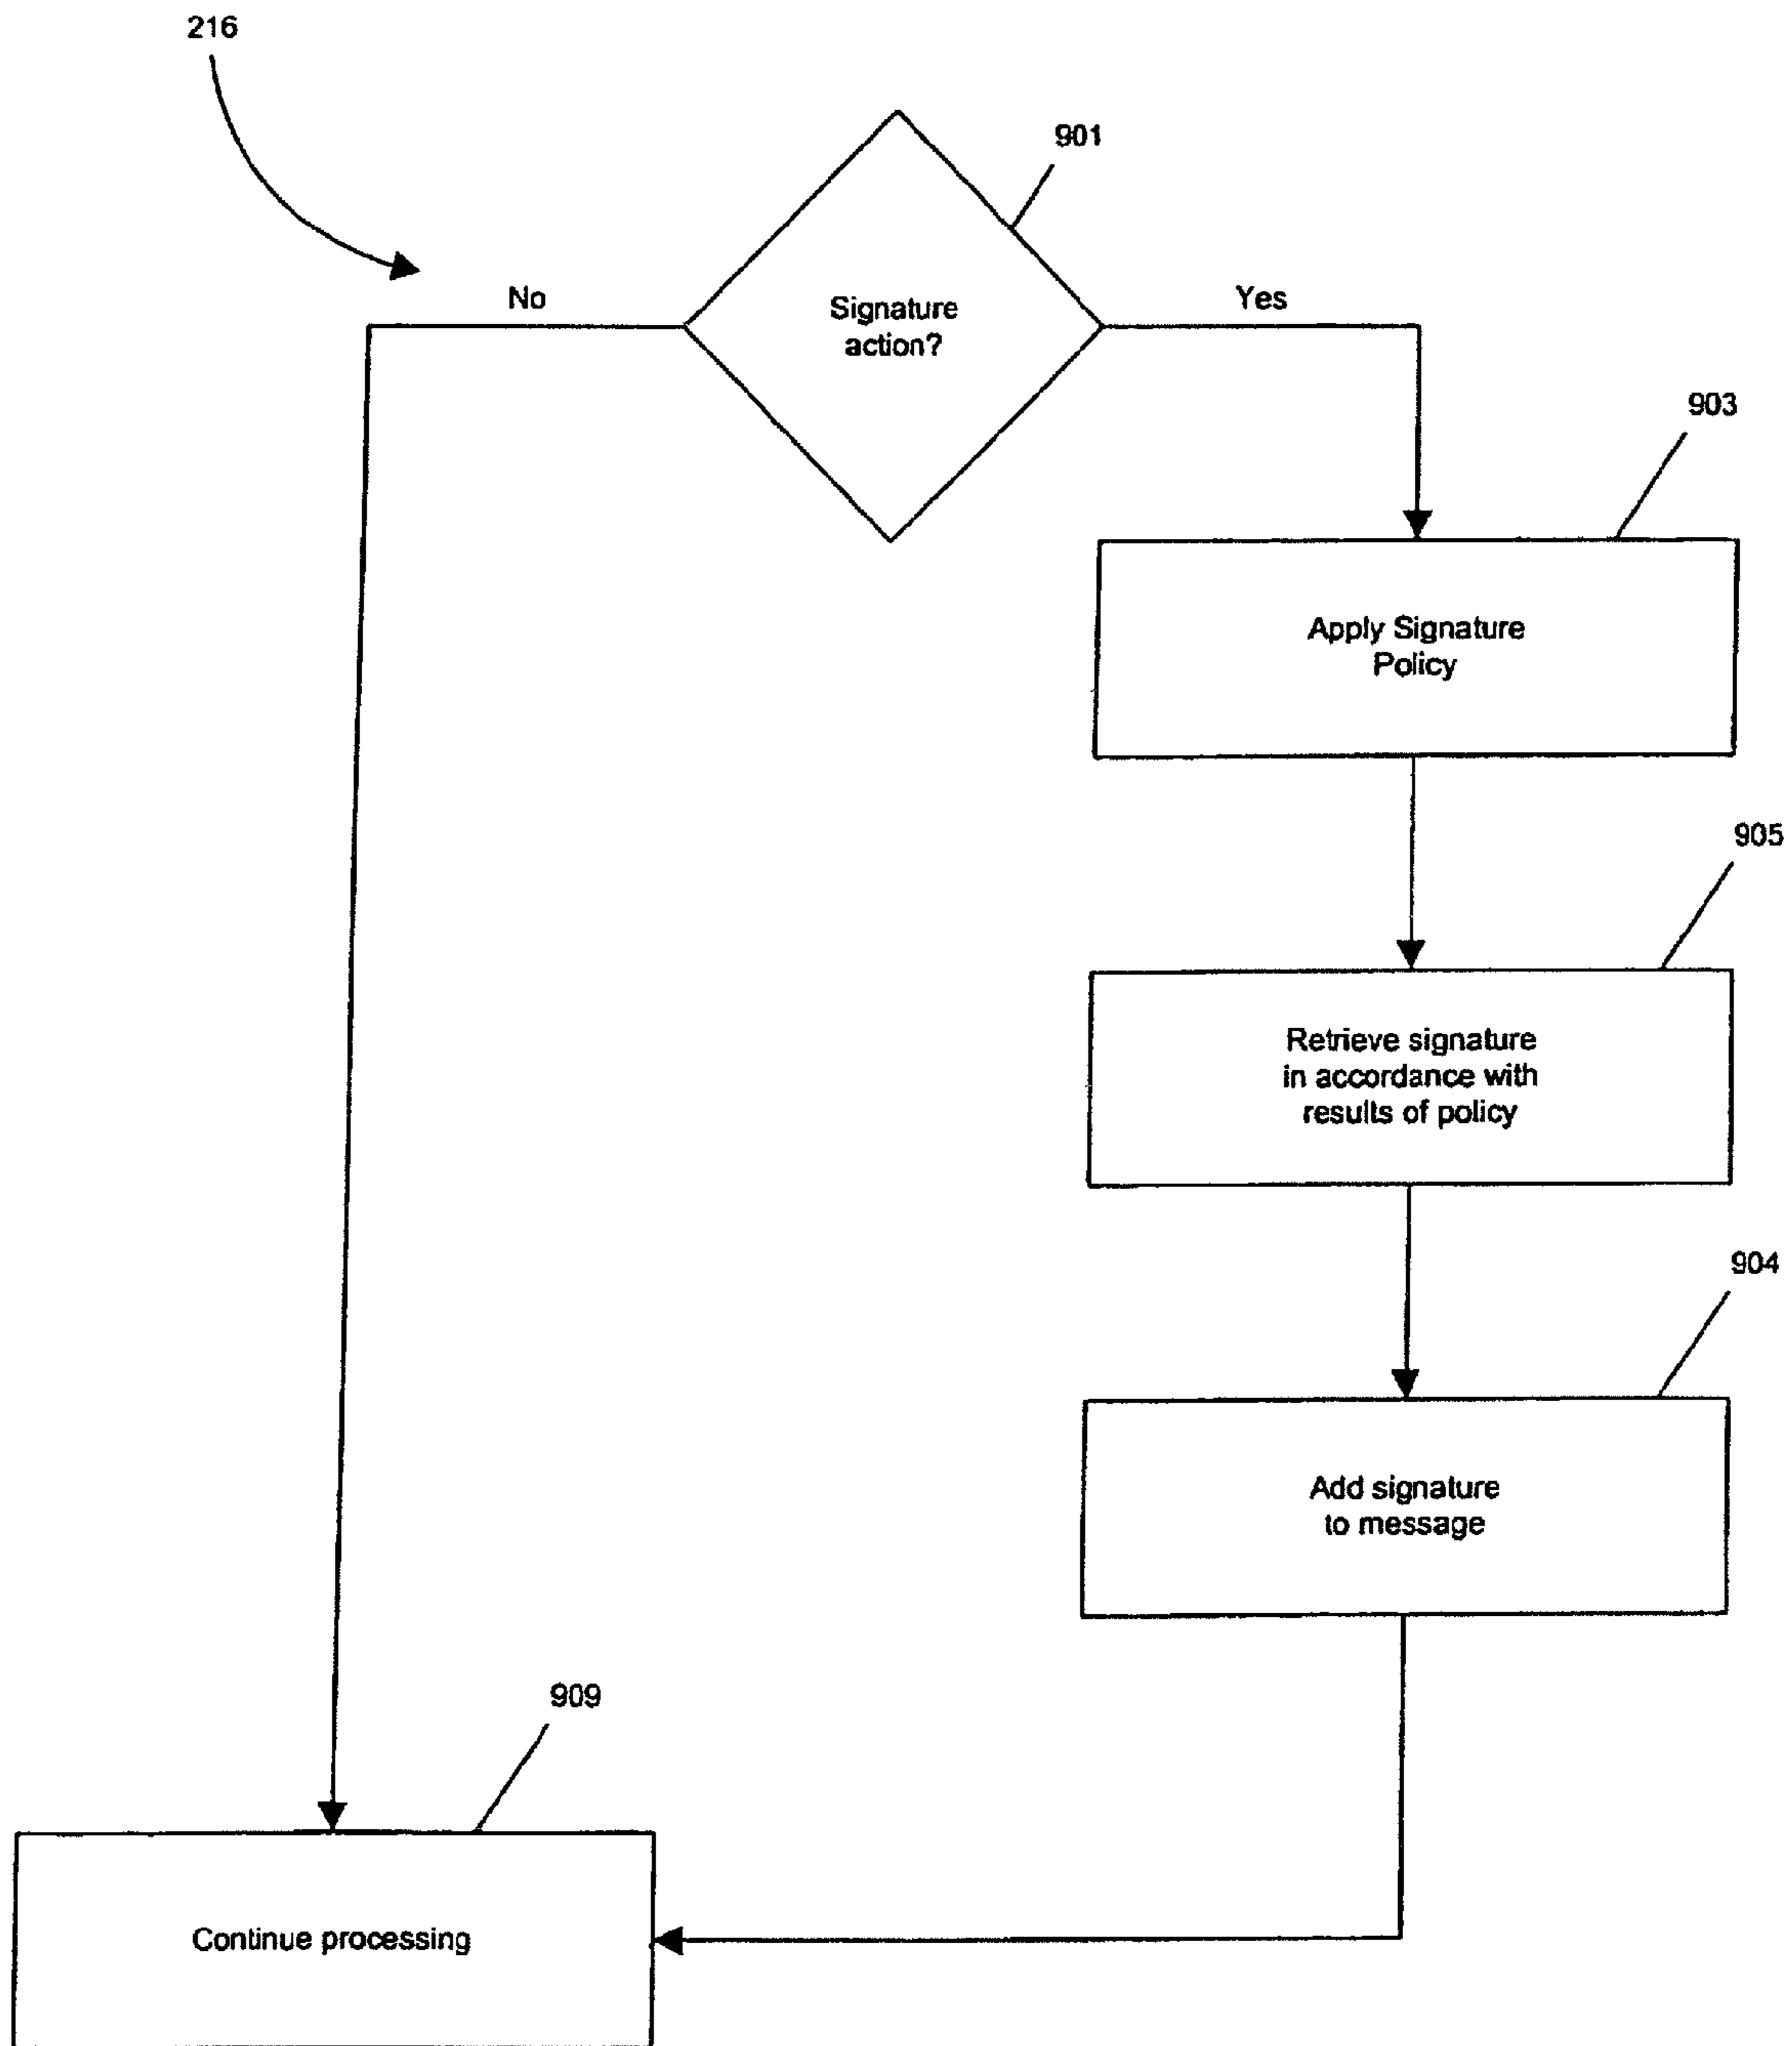 216
901
No
Yes
Signature
action?
903
Apply Signature
Policy
905
Retrieve signature
in accordance with
results of policy
904
Add signature
to message
909
Continue processing